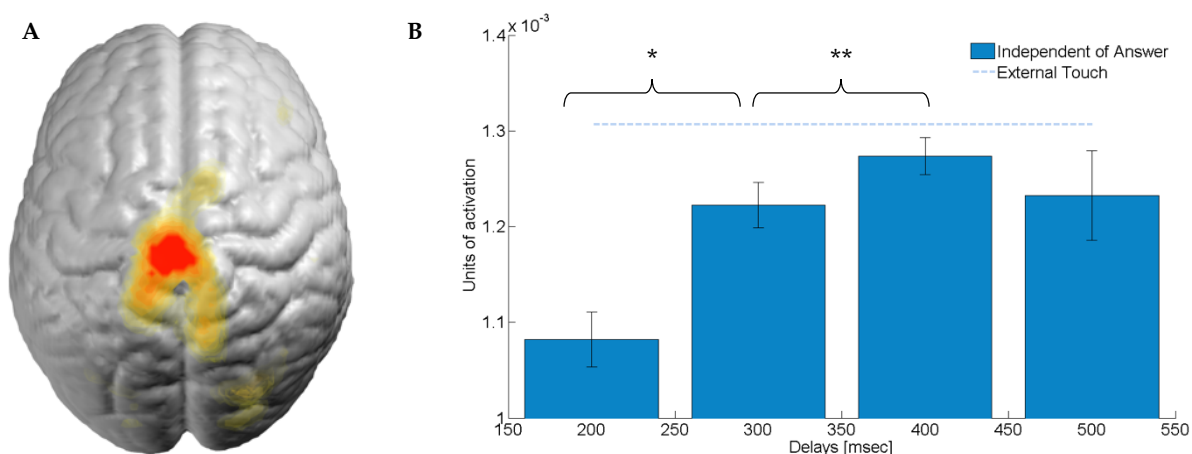 A
B
x 10⁻³
1.4
1.3
1.2
1.1
1
Units of activation
* **
Independent of Answer
External Touch
150 200 250 300 350 400 450 500 550
Delays [msec]